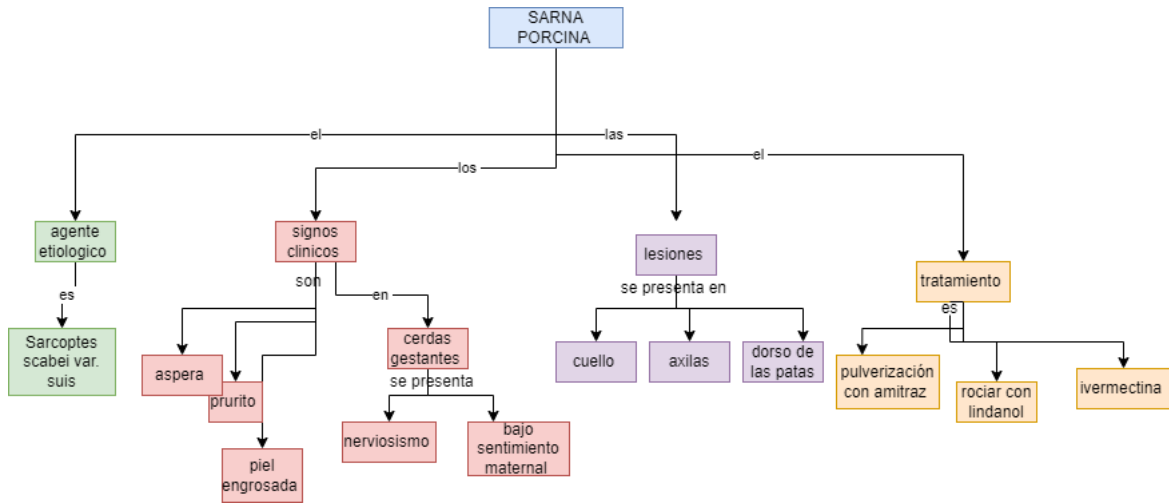 SARNA
PORCINA
el
las
el
los
agente
etiologico
signos
clinicos
lesiones
tratamiento
son
se presenta en
es
en
es
Sarcoptes
scabei var.
suis
aspera
prurito
piel
engrosada
cerdas
gestantes
se presenta
nerviosismo
bajo
sentimiento
maternal
cuello
axilas
dorso de
las patas
pulverización
con amitraz
rociar con
lindanol
ivermectina